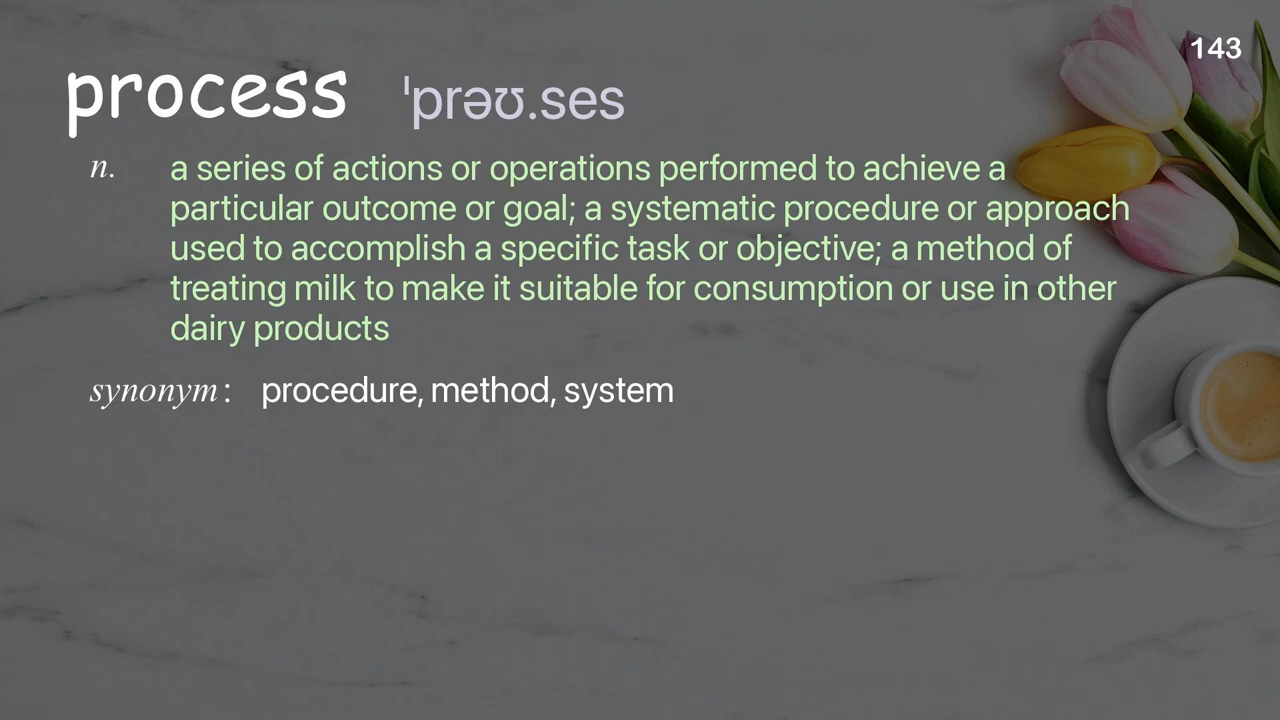 143
process ˈprəʊ.ses
n. a series of actions or operations performed to achieve a
particular outcome or goal; a systematic procedure or approach
used to accomplish a specific task or objective; a method of
treating milk to make it suitable for consumption or use in other
dairy products
synonym: procedure, method, system